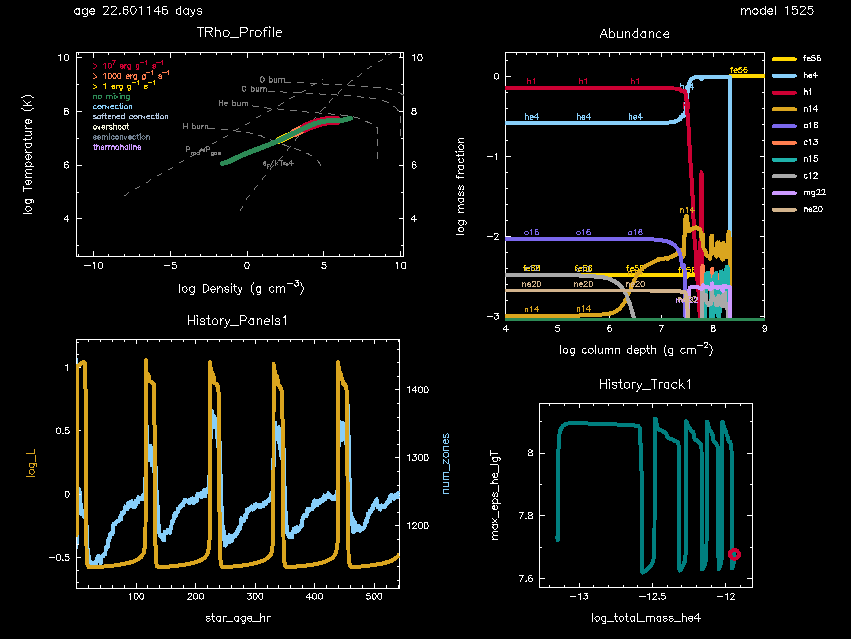 age 22.601146 days
model 1525
TRho_Profile
10
8
6
4
log Temperature (K)
> 10⁷ erg g⁻¹ s⁻¹
> 1000 erg g⁻¹ s⁻¹
> 1 erg g⁻¹ s⁻¹
no mixing
convection
softened convection
overshoot
semiconvection
thermohaline
O burn
C burn
He burn
H burn
10
8
6
4
−10
−5
0
5
10
log Density (g cm⁻³)
Abundance
0
−1
−2
−3
log mass fraction
h1 h1 h1
he4 he4 he4
he4
fe56
n14
o16 o16 o16
fe56 fe56 fe56
ne20 ne20 ne20
n14 n14
4 5 6 7 8 9
log column depth (g cm⁻²)
fe56
he4
h1
n14
o16
c13
n15
c12
mg22
ne20
History_Panels1
1
0.5
0
−0.5
log_L
1400
1300
1200
num_zones
100 200 300 400 500
star_age_hr
History_Track1
8
7.8
7.6
max_eps_he_lgT
−13 −12.5 −12
log_total_mass_he4